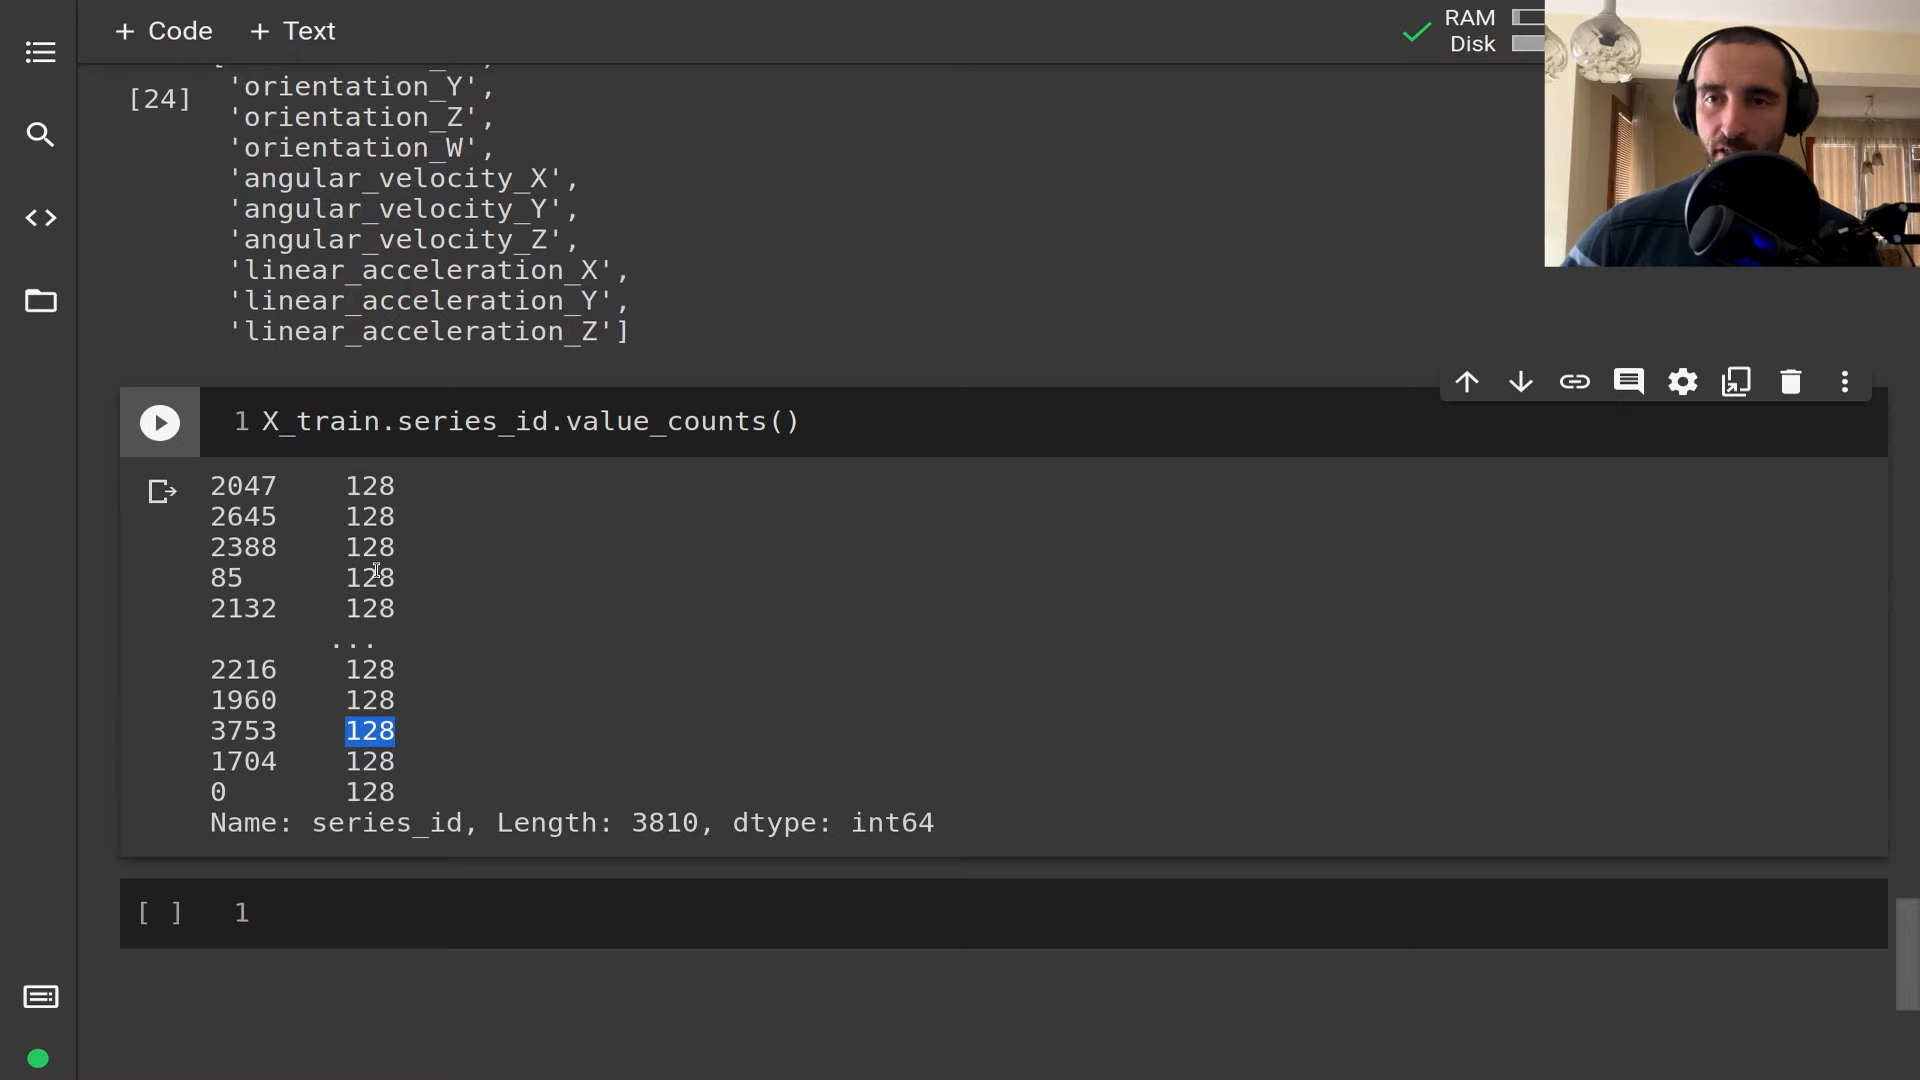 + Code + Text
RAM
Disk
[24]
'orientation_Y',
'orientation_Z',
'orientation_W',
'angular_velocity_X',
'angular_velocity_Y',
'angular_velocity_Z',
'linear_acceleration_X',
'linear_acceleration_Y',
'linear_acceleration_Z']
1 X_train.series_id.value_counts()
2047 128
2645 128
2388 128
85 128
2132 128
...
2216 128
1960 128
3753 128
1704 128
0 128
Name: series_id, Length: 3810, dtype: int64
[ ] 1